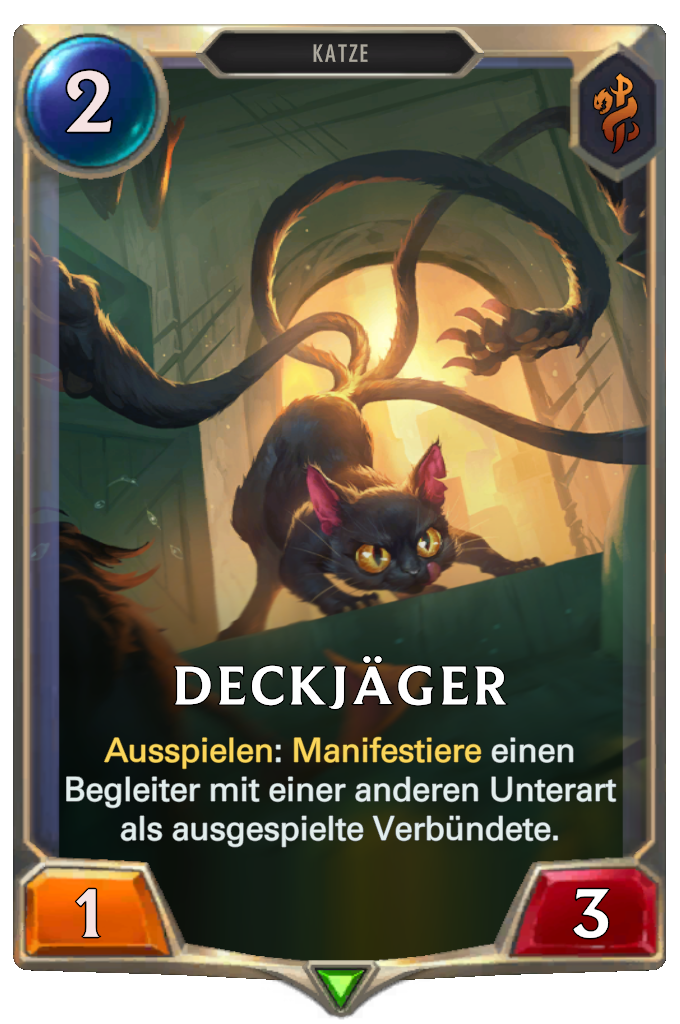 KATZE
2
DECKJÄGER
Ausspielen: Manifestiere einen
Begleiter mit einer anderen Unterart
als ausgespielte Verbündete.
1
3